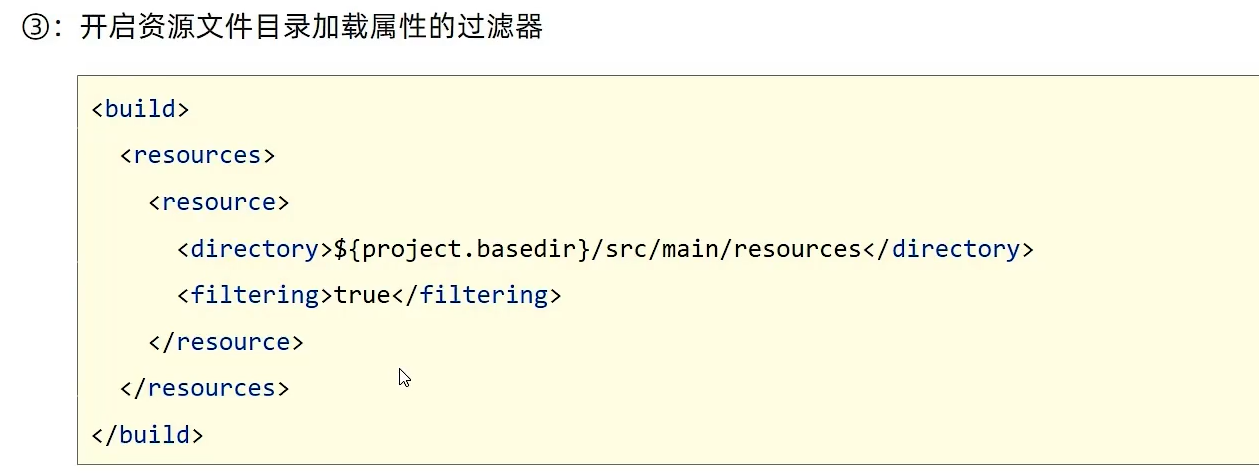 ③：开启资源文件目录加载属性的过滤器
<build>
<resources>
<resource>
<directory>${project.basedir}/src/main/resources</directory>
<filtering>true</filtering>
</resource>
</resources>
</build>